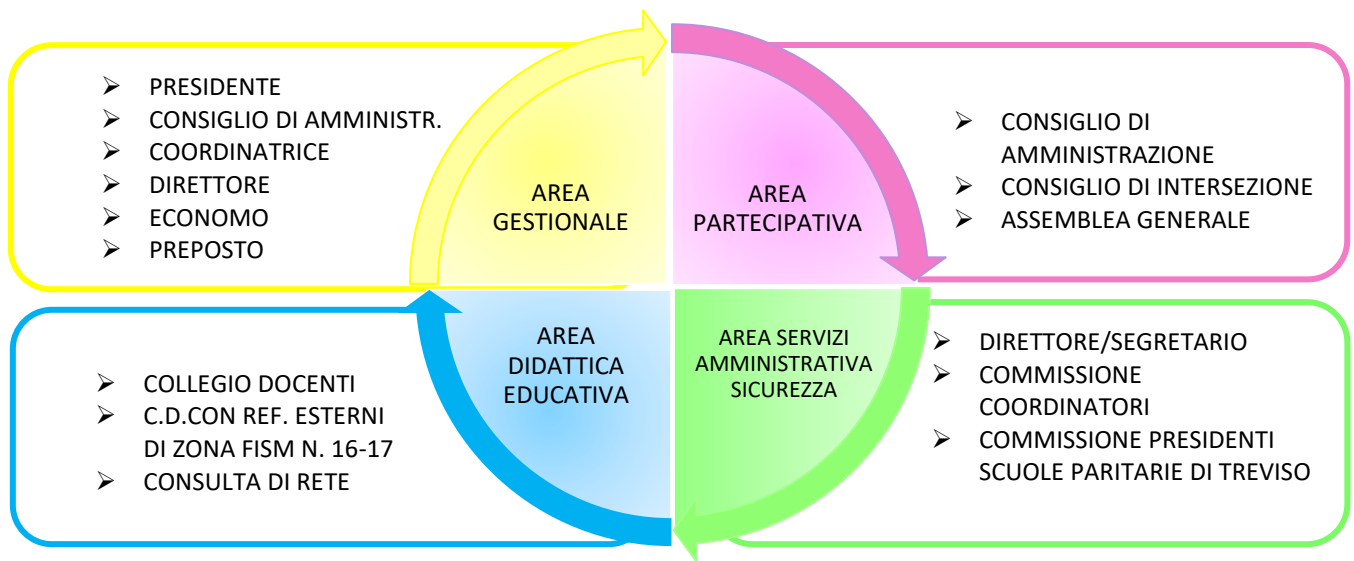 ➢ PRESIDENTE
➢ CONSIGLIO DI AMMINISTR.
➢ COORDINATRICE
➢ DIRETTORE
➢ ECONOMO
➢ PREPOSTO
AREA
GESTIONALE
AREA
PARTECIPATIVA
➢ CONSIGLIO DI
AMMINISTRAZIONE
➢ CONSIGLIO DI INTERSEZIONE
➢ ASSEMBLEA GENERALE
➢ COLLEGIO DOCENTI
➢ C.D.CON REF. ESTERNI
DI ZONA FISM N. 16-17
➢ CONSULTA DI RETE
AREA
DIDATTICA
EDUCATIVA
AREA SERVIZI
AMMINISTRATIVA
SICUREZZA
➢ DIRETTORE/SEGRETARIO
➢ COMMISSIONE
COORDINATORI
➢ COMMISSIONE PRESIDENTI
SCUOLE PARITARIE DI TREVISO